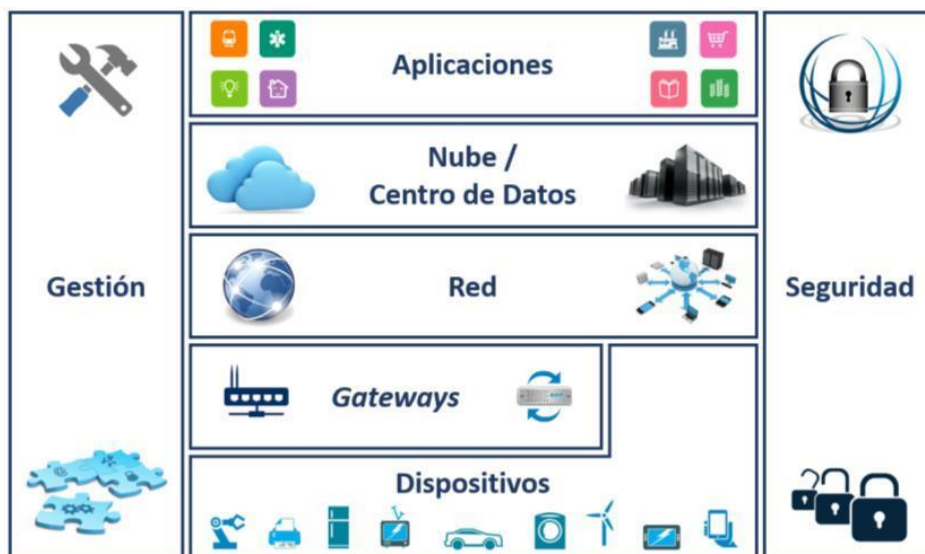 Aplicaciones
Nube /
Centro de Datos
Gestión
Red
Seguridad
Gateways
Dispositivos